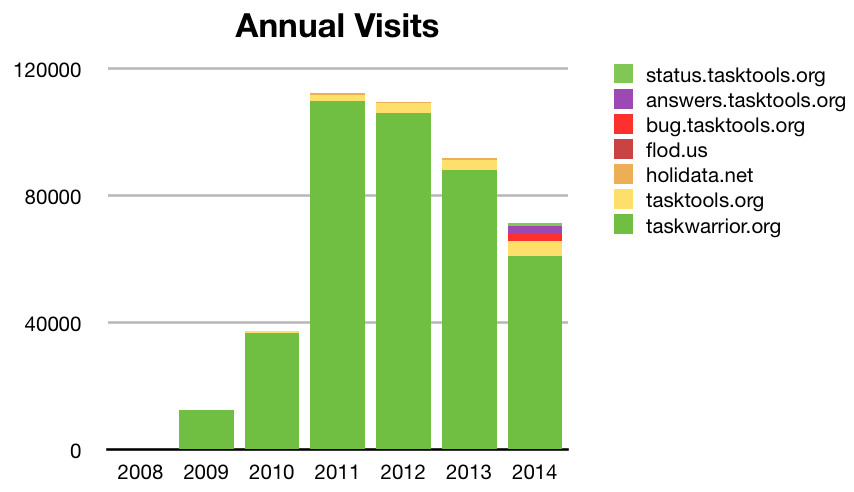 Annual Visits
120000
80000
40000
0
2008 2009 2010 2011 2012 2013 2014
status.tasktools.org
answers.tasktools.org
bug.tasktools.org
flod.us
holidata.net
tasktools.org
taskwarrior.org